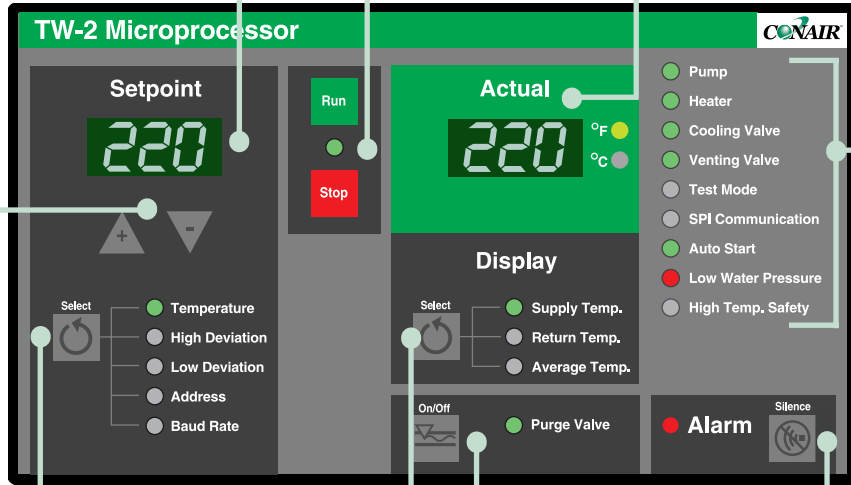 TW-2 Microprocessor
CONAIR
Setpoint
220
+
-
Select
Temperature
High Deviation
Low Deviation
Address
Baud Rate
Run
Stop
Actual
220
°F
°C
Display
Select
Supply Temp.
Return Temp.
Average Temp.
On/Off
Purge Valve
Pump
Heater
Cooling Valve
Venting Valve
Test Mode
SPI Communication
Auto Start
Low Water Pressure
High Temp. Safety
Alarm
Silence